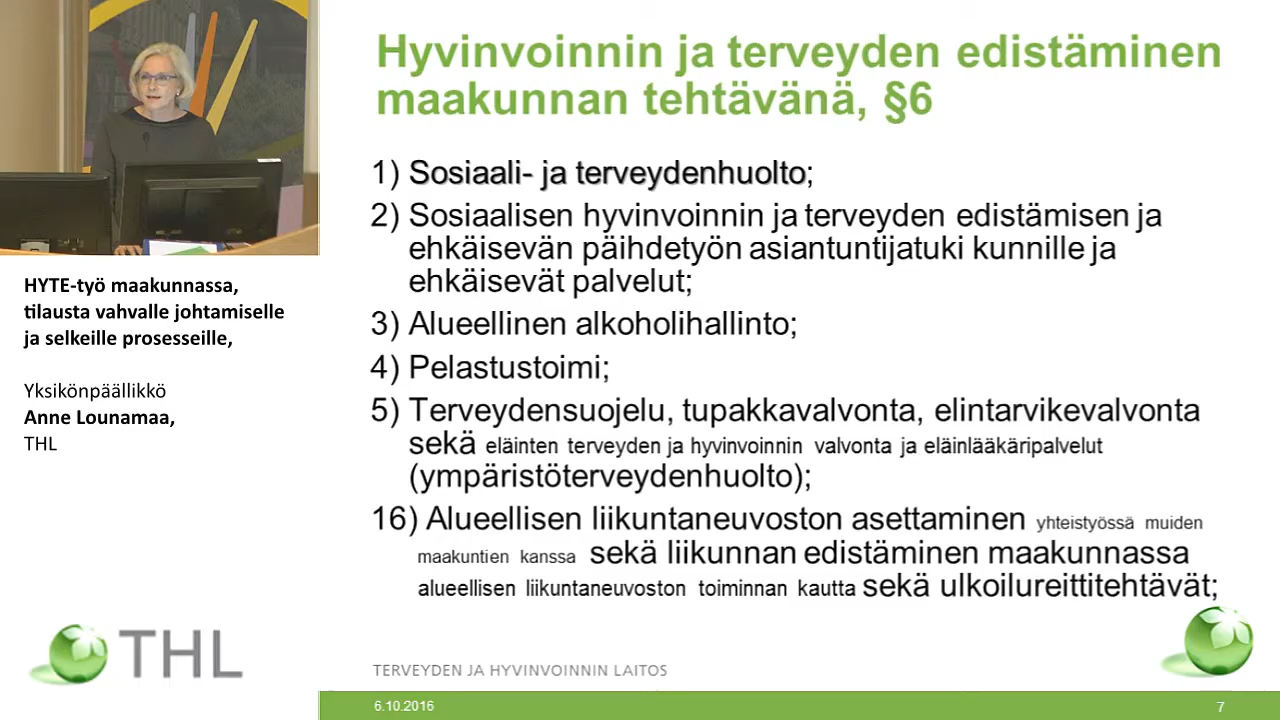 Hyvinvoinnin ja terveyden edistäminen
maakunnan tehtävänä, §6
1) Sosiaali- ja terveydenhuolto;
2) Sosiaalisen hyvinvoinnin ja terveyden edistämisen ja
ehkäisevän päihdetyön asiantuntijatuki kunnille ja
ehkäisevät palvelut;
3) Alueellinen alkoholihallinto;
4) Pelastustoimi;
5) Terveydensuojelu, tupakkavalvonta, elintarvikevalvonta
sekä eläinten terveyden ja hyvinvoinnin valvonta ja eläinlääkäripalvelut
(ympäristöterveydenhuolto);
16) Alueellisen liikuntaneuvoston asettaminen yhteistyössä muiden
maakuntien kanssa sekä liikunnan edistäminen maakunnassa
alueellisen liikuntaneuvoston toiminnan kautta sekä ulkoilureittitehtävät;
HYTE-työ maakunnassa,
tilausta vahvalle johtamiselle
ja selkeille prosesseille,
Yksikönpäällikkö
Anne Lounamaa,
THL
THL
TERVEYDEN JA HYVINVOINNIN LAITOS
6.10.2016
7